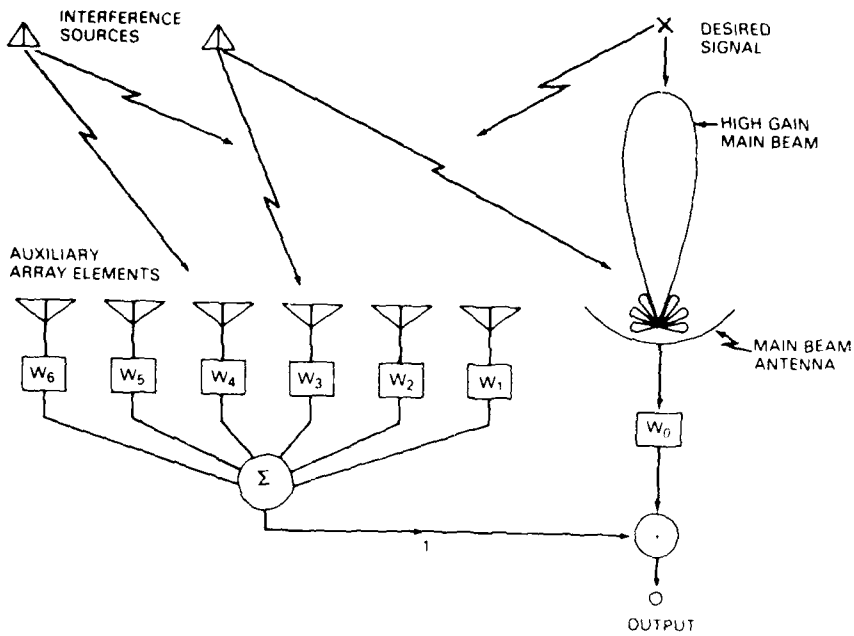 INTERFERENCE
SOURCES
DESIRED
SIGNAL
HIGH GAIN
MAIN BEAM
AUXILIARY
ARRAY ELEMENTS
MAIN BEAM
ANTENNA
W6 W5 W4 W3 W2 W1
W0
Σ
1
OUTPUT